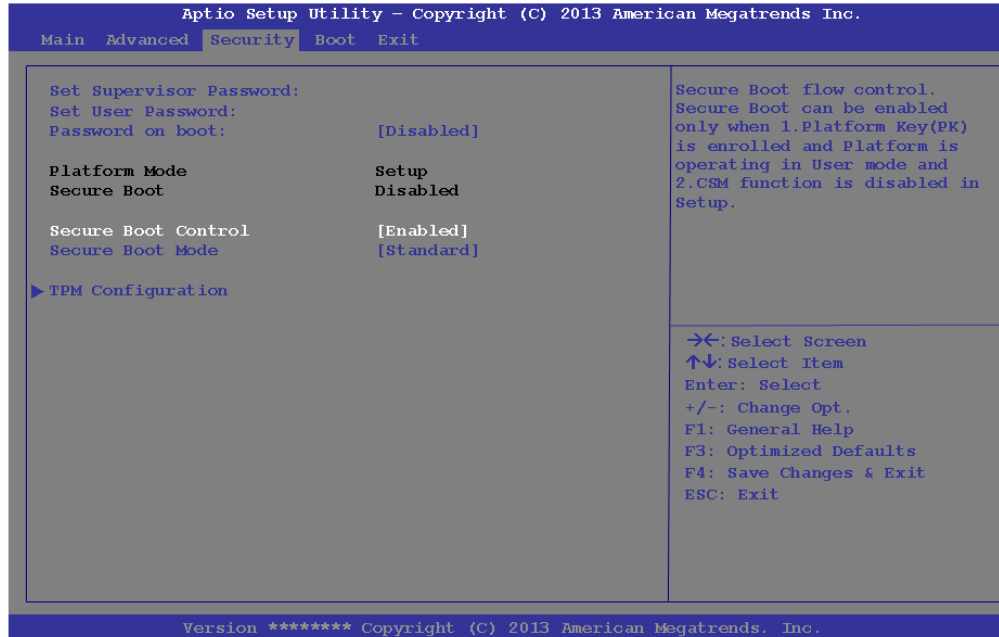 Aptio Setup Utility – Copyright (C) 2013 American Megatrends Inc.
Main Advanced Security Boot Exit
Set Supervisor Password:
Set User Password:
Password on boot: [Disabled]
Platform Mode Setup
Secure Boot Disabled
Secure Boot Control [Enabled]
Secure Boot Mode [Standard]
▶TPM Configuration
Secure Boot flow control.
Secure Boot can be enabled
only when 1.Platform Key(PK)
is enrolled and Platform is
operating in User mode and
2.CSM function is disabled in
Setup.
→←:Select Screen
↑↓:Select Item
Enter: Select
+/-: Change Opt.
F1: General Help
F3: Optimized Defaults
F4: Save Changes & Exit
ESC: Exit
Version ******** Copyright (C) 2013 American Megatrends. Inc.